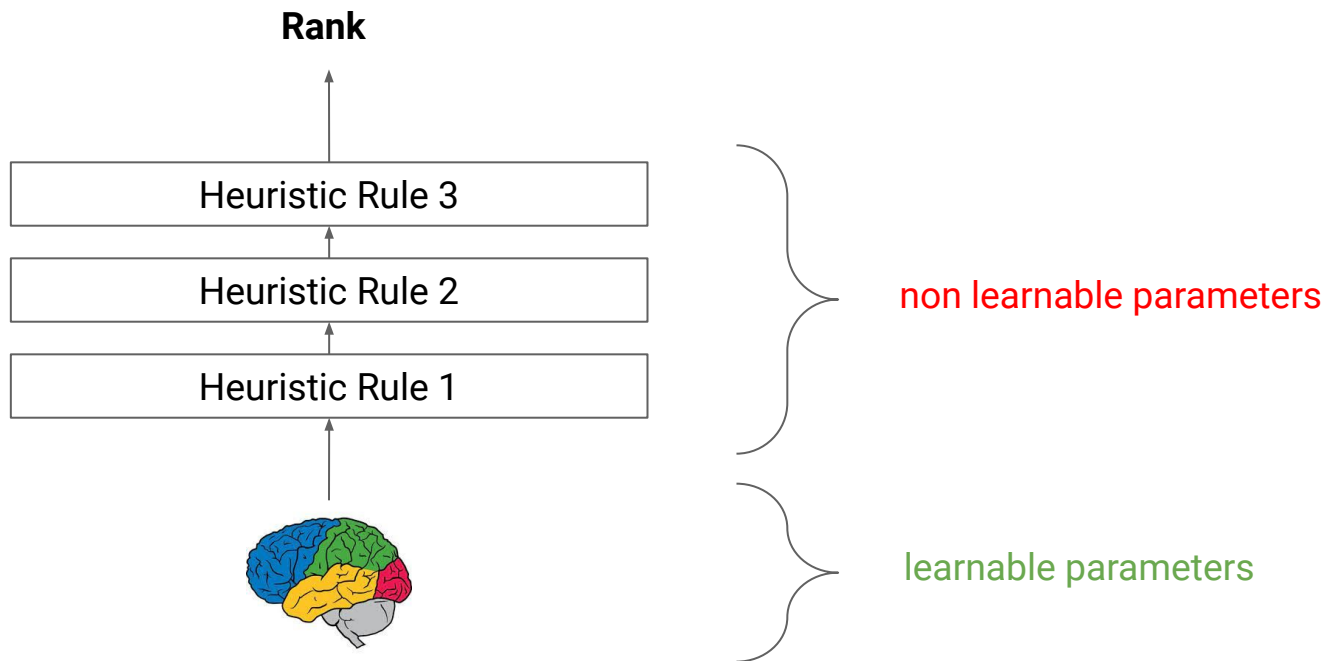 Rank
Heuristic Rule 3
Heuristic Rule 2
non learnable parameters
Heuristic Rule 1
learnable parameters